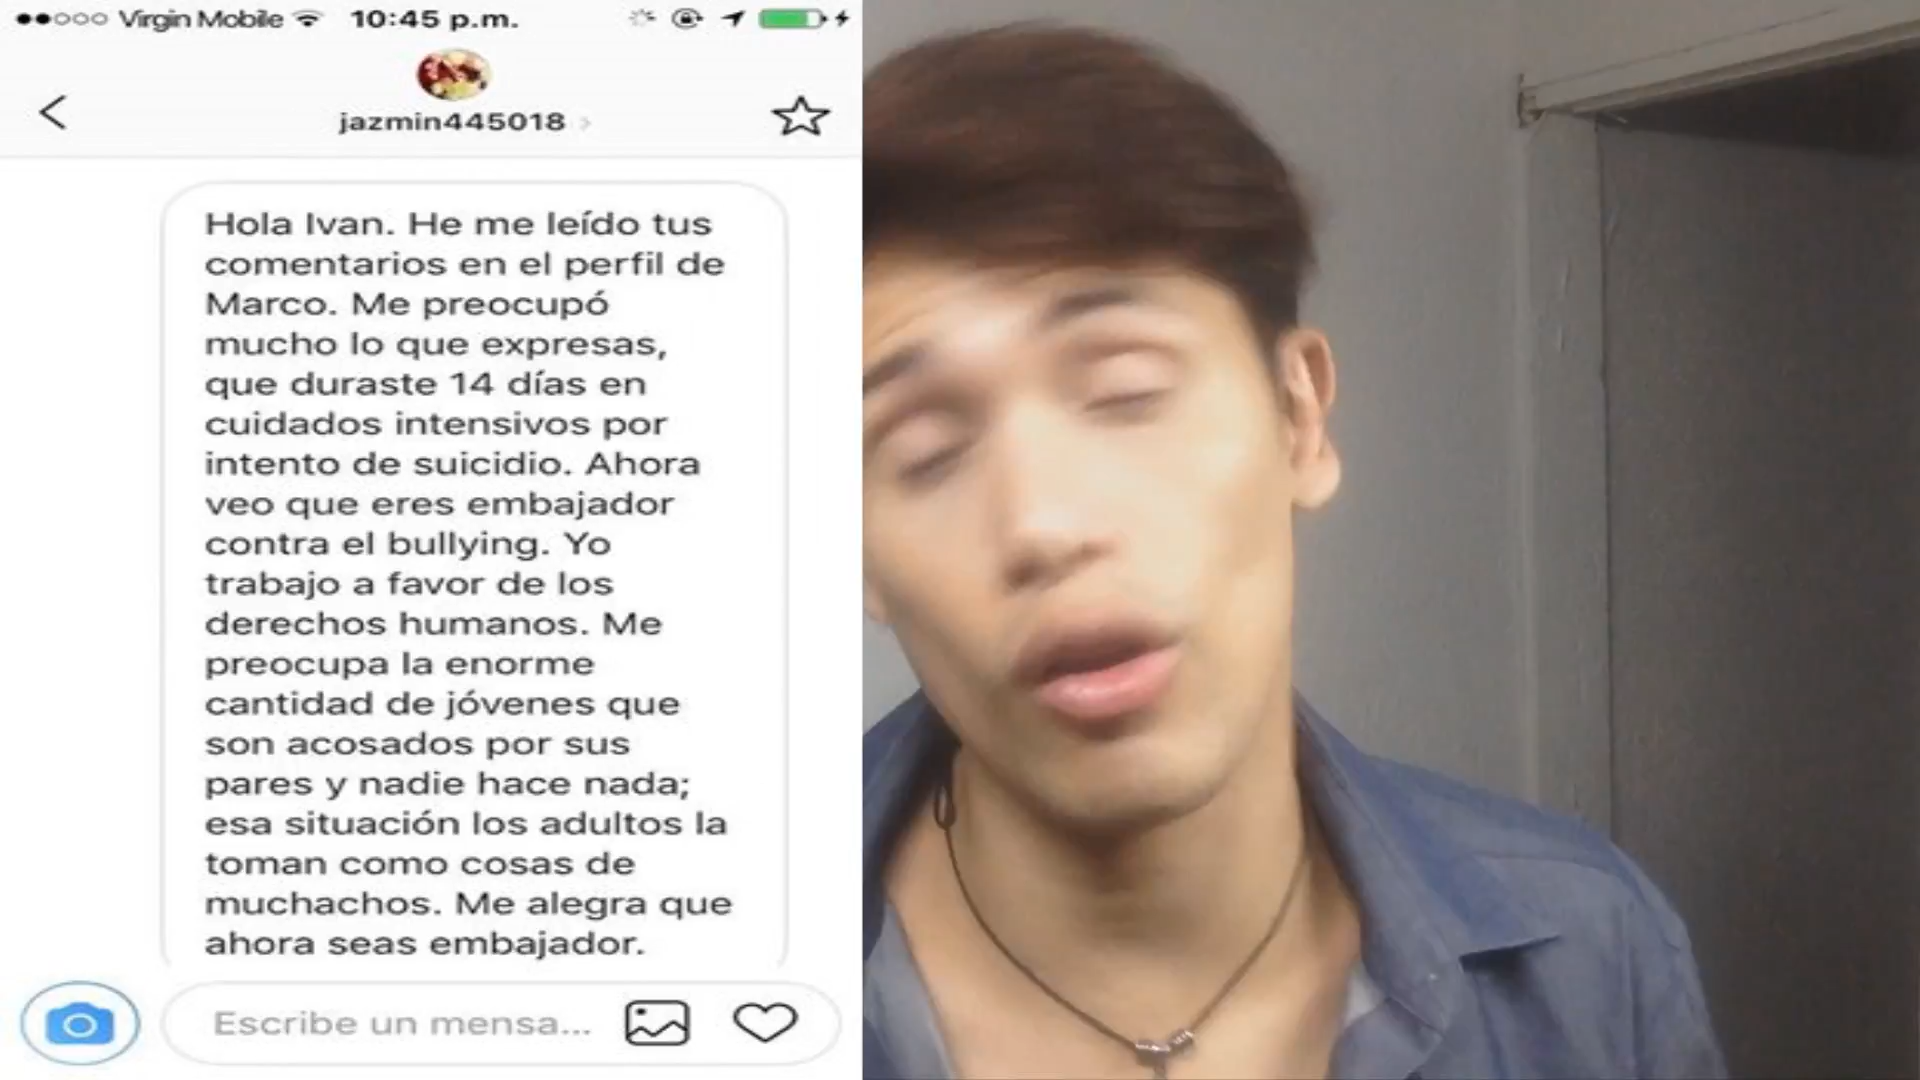 Virgin Mobile 10:45 p.m.
jazmin445018
Hola Ivan. He me leído tus
comentarios en el perfil de
Marco. Me preocupó
mucho lo que expresas,
que duraste 14 días en
cuidados intensivos por
intento de suicidio. Ahora
veo que eres embajador
contra el bullying. Yo
trabajo a favor de los
derechos humanos. Me
preocupa la enorme
cantidad de jóvenes que
son acosados por sus
pares y nadie hace nada;
esa situación los adultos la
toman como cosas de
muchachos. Me alegra que
ahora seas embajador.
Escribe un mensa...